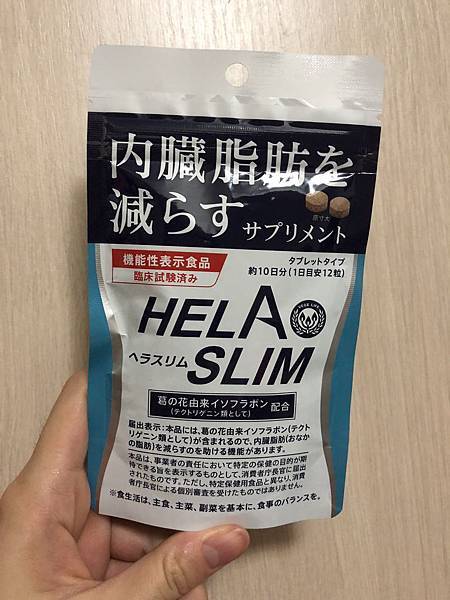 内臓脂肪を
減らす サプリメント
原寸大
機能性表示食品
臨床試験済み
タブレットタイプ
約10日分(1日目安12粒)
HELA
ヘラスリム
SLIM
葛の花由来イソフラボン
(テクトリゲニン類として)
配合
届出表示:本品には、葛の花由来イソフラボン(テクト
リゲニン類として)が含まれるので、内臓脂肪(おなか
の脂肪)を減らすのを助ける機能があります。
本品は、事業者の責任において特定の保健の目的が期
待できる旨を表示するものとして、消費者庁長官に届出
されたものです。ただし、特定保健用食品と異なり、消費
者庁長官による個別審査を受けたものではありません。
※食生活は、主食、主菜、副菜を基本に、食事のバランスを。